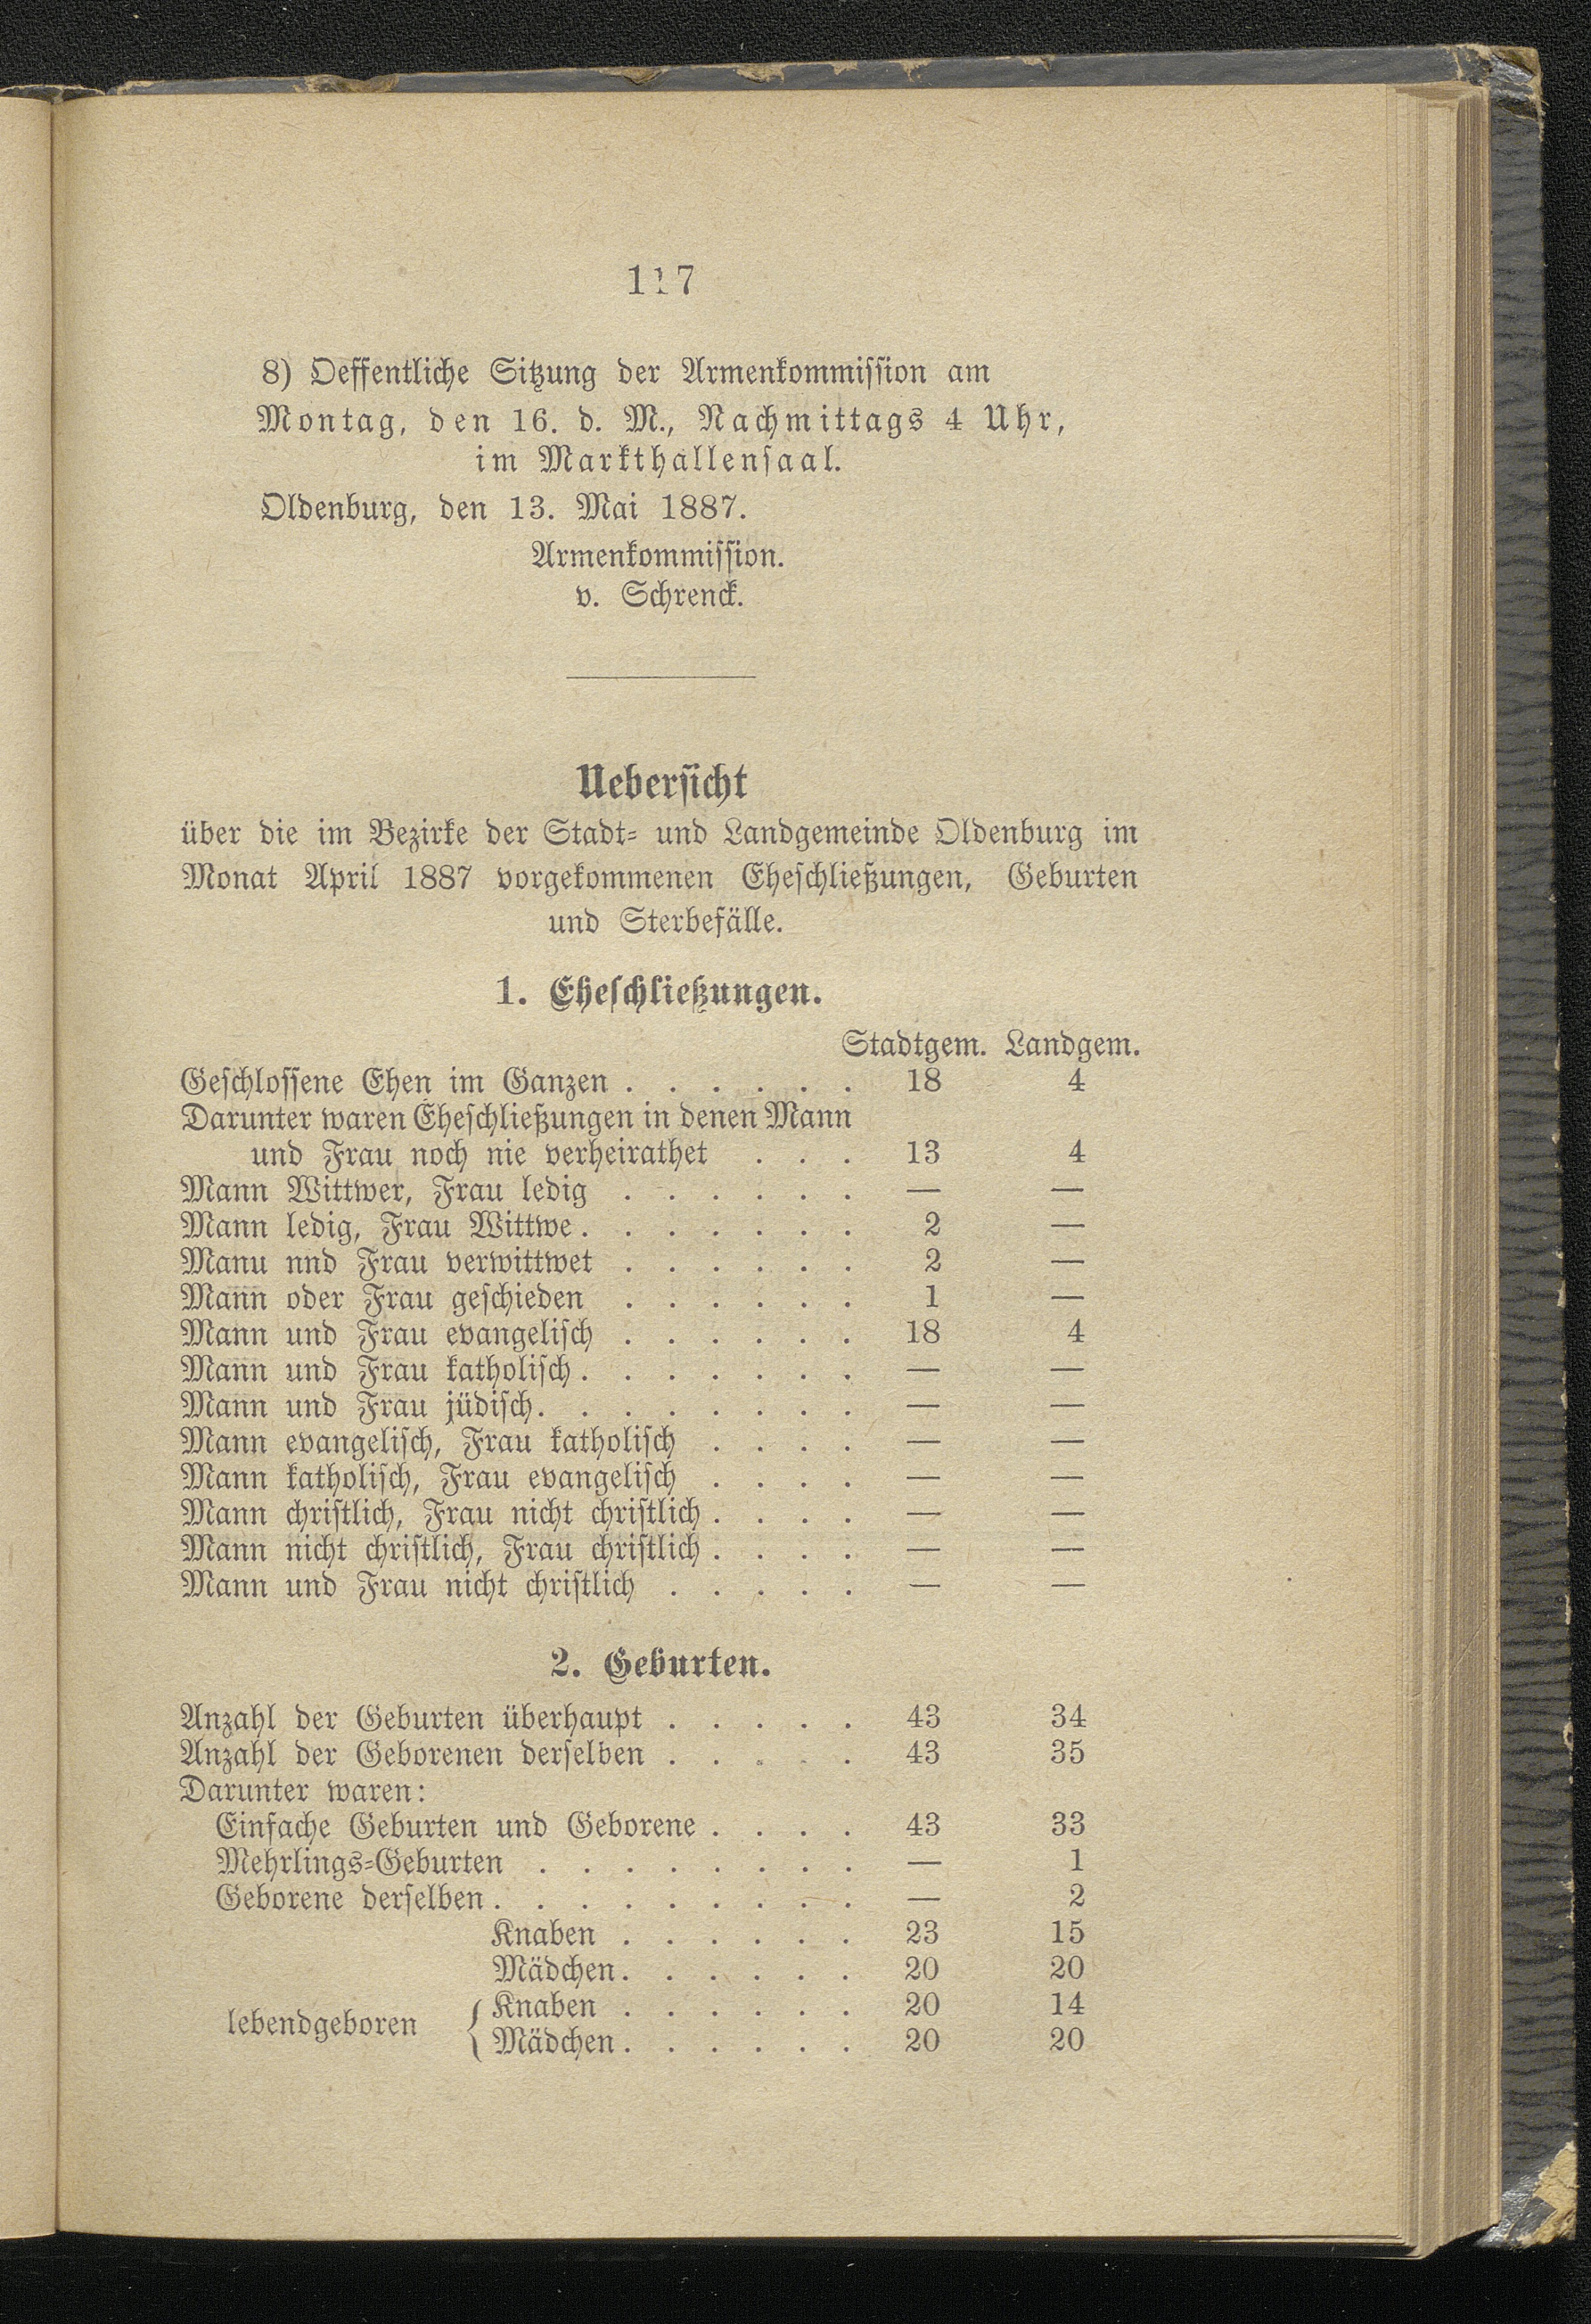 117
8) Oeffentliche Sitzung der Armenkommiſſion am
Montag, den 16. d. M., Nachmittags 4 Uhr,
im Markthallenſaal.
Oldenburg, den 13. Mai 1887.
Armenkommiſſion.
v. Schrenck.
Ueberſicht
über die im Bezirke der Stadt- und Landgemeinde Oldenburg im
Monat April 1887 vorgekommenen Eheſchließungen, Geburten
und Sterbefälle.
1. Eheſchließungen.
Stadtgem. Landgem.
Geſchloſſene Ehen im Ganzen . . . . . . 18 4
Darunter waren Eheſchließungen in denen Mann
und Frau noch nie verheirathet . . . 13 4
Mann Wittwer, Frau ledig . . . . . . — —
Mann ledig, Frau Wittwe . . . . . . . 2 —
Manu nnd Frau verwittwet . . . . . . 2 —
Mann oder Frau geſchieden . . . . . . 1 —
Mann und Frau evangeliſch . . . . . . 18 4
Mann und Frau katholiſch . . . . . . . — —
Mann und Frau jüdiſch . . . . . . . . — —
Mann evangeliſch, Frau katholiſch . . . . — —
Mann katholiſch, Frau evangeliſch . . . . — —
Mann chriſtlich, Frau nicht chriſtlich . . . . — —
Mann nicht chriſtlich, Frau chriſtlich . . . . — —
Mann und Frau nicht chriſtlich . . . . . — —
2. Geburten.
Anzahl der Geburten überhaupt . . . . . 43 34
Anzahl der Geborenen derſelben . . . . . 43 35
Darunter waren:
Einfache Geburten und Geborene . . . . 43 33
Mehrlings-Geburten . . . . . . . . — 1
Geborene derſelben . . . . . . . . . — 2
Knaben . . . . . . 23 15
Mädchen . . . . . . 20 20
lebendgeboren { Knaben . . . . . . 20 14
Mädchen . . . . . . 20 20